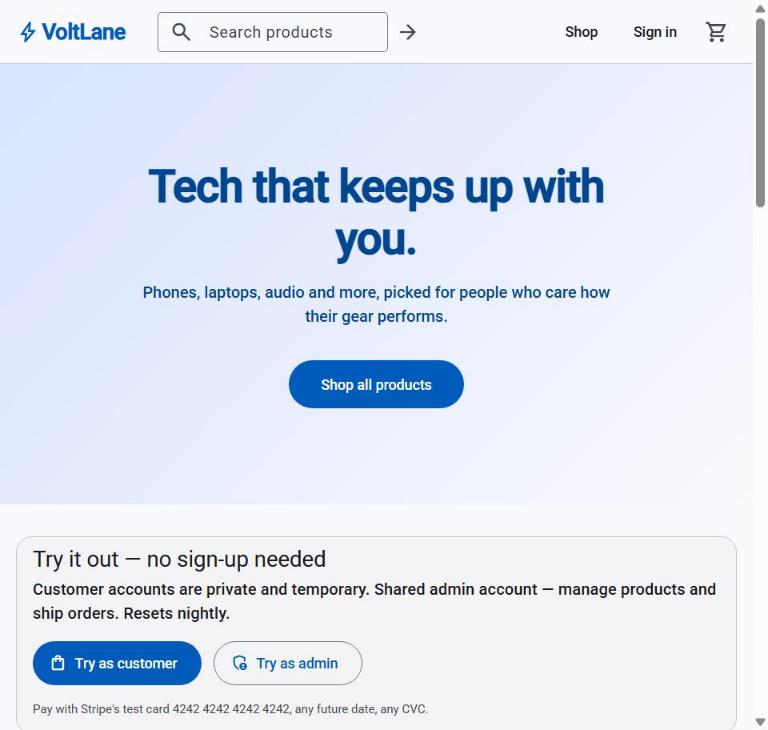 VoltLane
Search products
Shop
Sign in
Tech that keeps up with
you.
Phones, laptops, audio and more, picked for people who care how
their gear performs.
Shop all products
Try it out — no sign-up needed
Customer accounts are private and temporary. Shared admin account — manage products and
ship orders. Resets nightly.
Try as customer
Try as admin
Pay with Stripe's test card 4242 4242 4242 4242, any future date, any CVC.